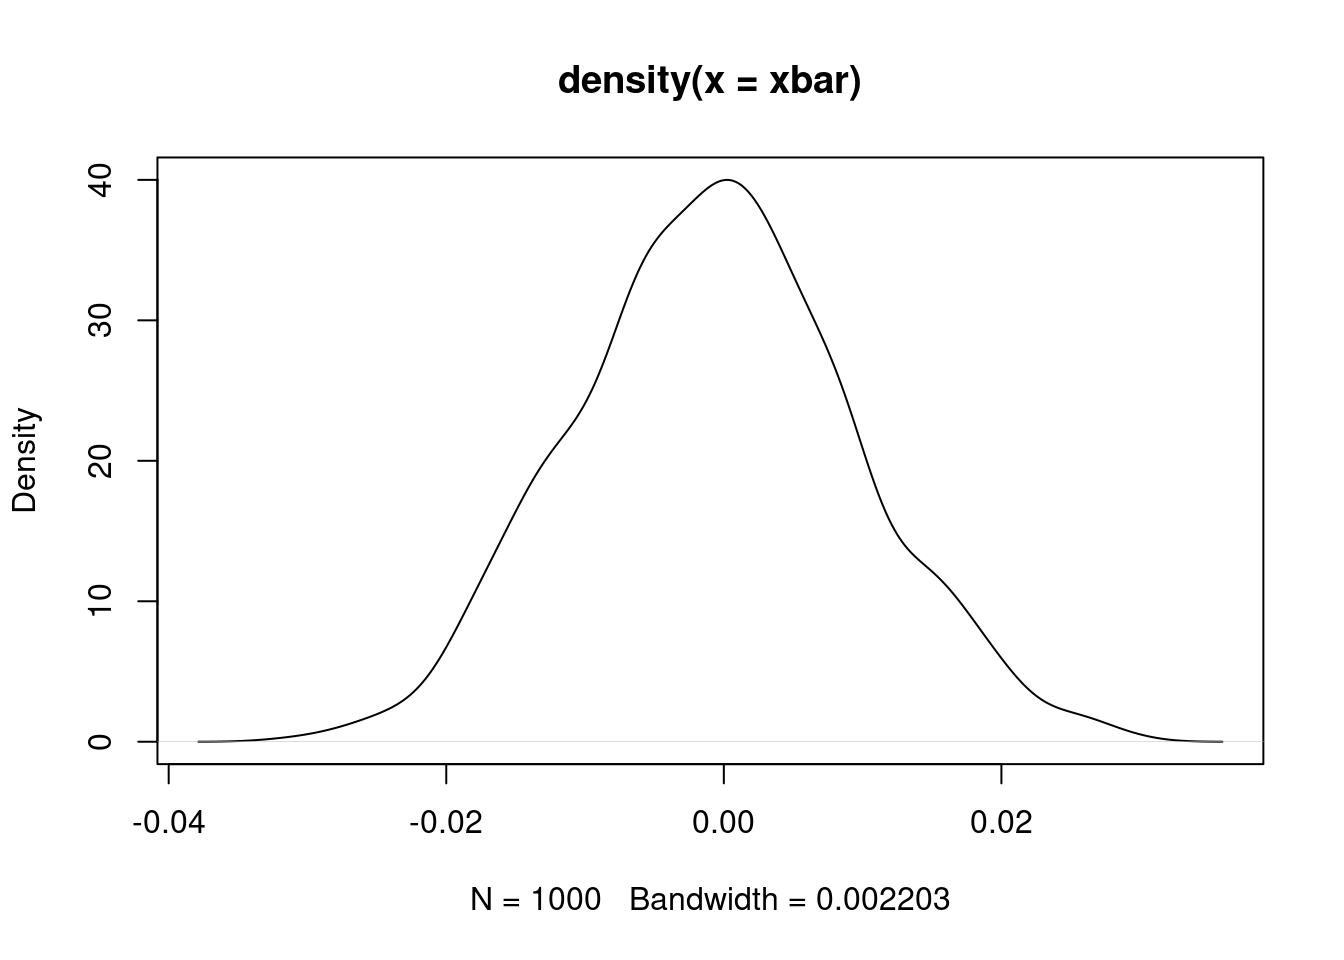 density(x = xbar)
Density
40
30
20
10
0
-0.04 -0.02 0.00 0.02
N = 1000   Bandwidth = 0.002203